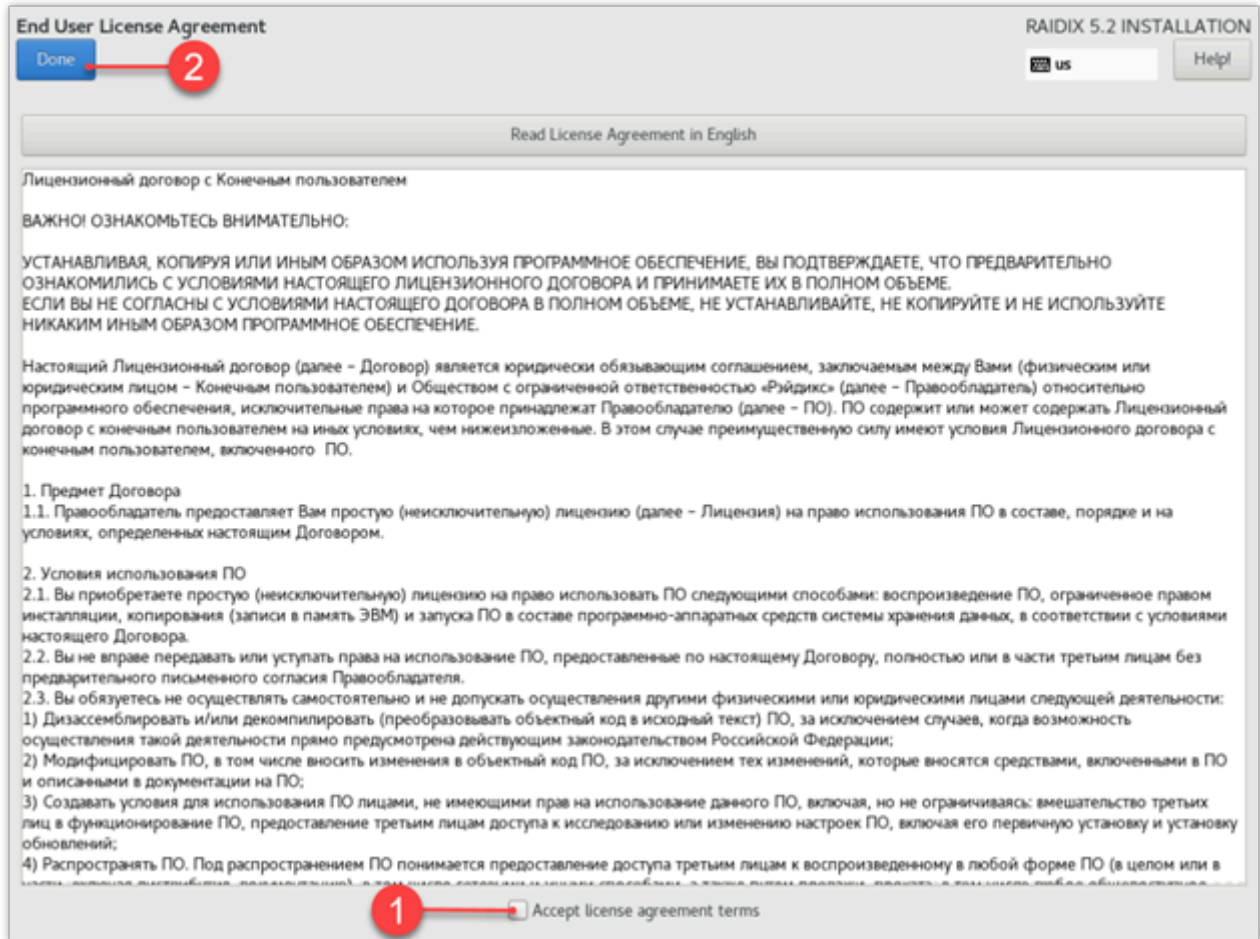 End User License Agreement
RAIDIX 5.2 INSTALLATION
Done
2
us
Help!
Read License Agreement in English
Лицензионный договор с Конечным пользователем
ВАЖНО! ОЗНАКОМЬТЕСЬ ВНИМАТЕЛЬНО:
УСТАНАВЛИВАЯ, КОПИРУЯ ИЛИ ИНЫМ ОБРАЗОМ ИСПОЛЬЗУЯ ПРОГРАММНОЕ ОБЕСПЕЧЕНИЕ, ВЫ ПОДТВЕРЖДАЕТЕ, ЧТО ПРЕДВАРИТЕЛЬНО
ОЗНАКОМИЛИСЬ С УСЛОВИЯМИ НАСТОЯЩЕГО ЛИЦЕНЗИОННОГО ДОГОВОРА И ПРИНИМАЕТЕ ИХ В ПОЛНОМ ОБЪЕМЕ.
ЕСЛИ ВЫ НЕ СОГЛАСНЫ С УСЛОВИЯМИ НАСТОЯЩЕГО ДОГОВОРА В ПОЛНОМ ОБЪЕМЕ, НЕ УСТАНАВЛИВАЙТЕ, НЕ КОПИРУЙТЕ И НЕ ИСПОЛЬЗУЙТЕ
НИКАКИМ ИНЫМ ОБРАЗОМ ПРОГРАММНОЕ ОБЕСПЕЧЕНИЕ.
Настоящий Лицензионный договор (далее – Договор) является юридически обязывающим соглашением, заключаемым между Вами (физическим или
юридическим лицом – Конечным пользователем) и Обществом с ограниченной ответственностью «Рэйдикс» (далее – Правообладатель) относительно
программного обеспечения, исключительные права на которое принадлежат Правообладателю (далее – ПО). ПО содержит или может содержать Лицензионный
договор с конечным пользователем на иных условиях, чем нижеизложенные. В этом случае преимущественную силу имеют условия Лицензионного договора с
конечным пользователем, включенного ПО.
1. Предмет Договора
1.1. Правообладатель предоставляет Вам простую (неисключительную) лицензию (далее – Лицензия) на право использования ПО в составе, порядке и на
условиях, определенных настоящим Договором.
2. Условия использования ПО
2.1. Вы приобретаете простую (неисключительную) лицензию на право использовать ПО следующими способами: воспроизведение ПО, ограниченное правом
инсталляции, копирования (записи в память ЭВМ) и запуска ПО в составе программно-аппаратных средств системы хранения данных, в соответствии с условиями
настоящего Договора.
2.2. Вы не вправе передавать или уступать права на использование ПО, предоставленные по настоящему Договору, полностью или в части третьим лицам без
предварительного письменного согласия Правообладателя.
2.3. Вы обязуетесь не осуществлять самостоятельно и не допускать осуществления другими физическими или юридическими лицами следующей деятельности:
1) Дизассемблировать и/или декомпилировать (преобразовывать объектный код в исходный текст) ПО, за исключением случаев, когда возможность
осуществления такой деятельности прямо предусмотрена действующим законодательством Российской Федерации;
2) Модифицировать ПО, в том числе вносить изменения в объектный код ПО, за исключением тех изменений, которые вносятся средствами, включенными в ПО
и описанными в документации на ПО;
3) Создавать условия для использования ПО лицами, не имеющими прав на использование данного ПО, включая, но не ограничиваясь: вмешательство третьих
лиц в функционирование ПО, предоставление третьим лицам доступа к исследованию или изменению настроек ПО, включая его первичную установку и установку
обновлений;
4) Распространять ПО. Под распространением ПО понимается предоставление доступа третьим лицам к воспроизведенному в любой форме ПО (в целом или в
1
Accept license agreement terms